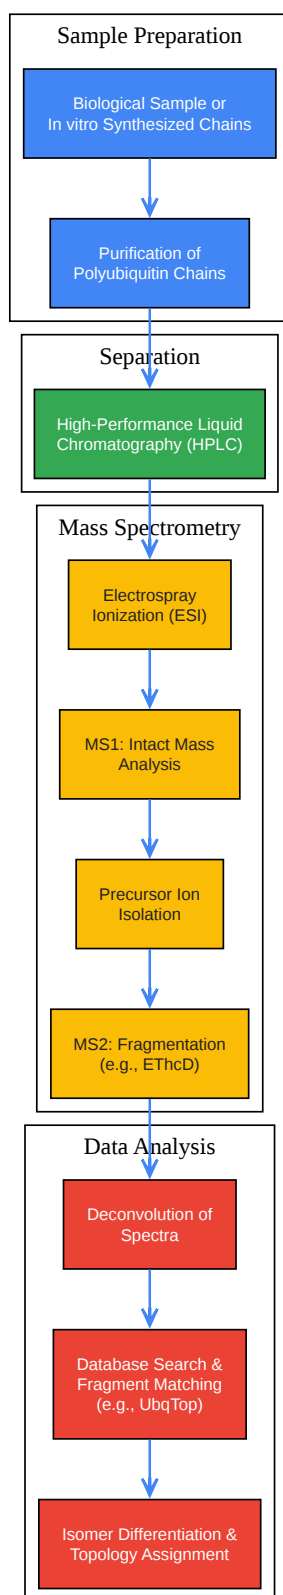 Sample Preparation
Biological Sample or
In vitro Synthesized Chains
Purification of
Polyubiquitin Chains
Separation
High-Performance Liquid
Chromatography (HPLC)
Mass Spectrometry
Electrospray
Ionization (ESI)
MS1: Intact Mass
Analysis
Precursor Ion
Isolation
MS2: Fragmentation
(e.g., EThcD)
Data Analysis
Deconvolution of
Spectra
Database Search &
Fragment Matching
(e.g., UbqTop)
Isomer Differentiation &
Topology Assignment